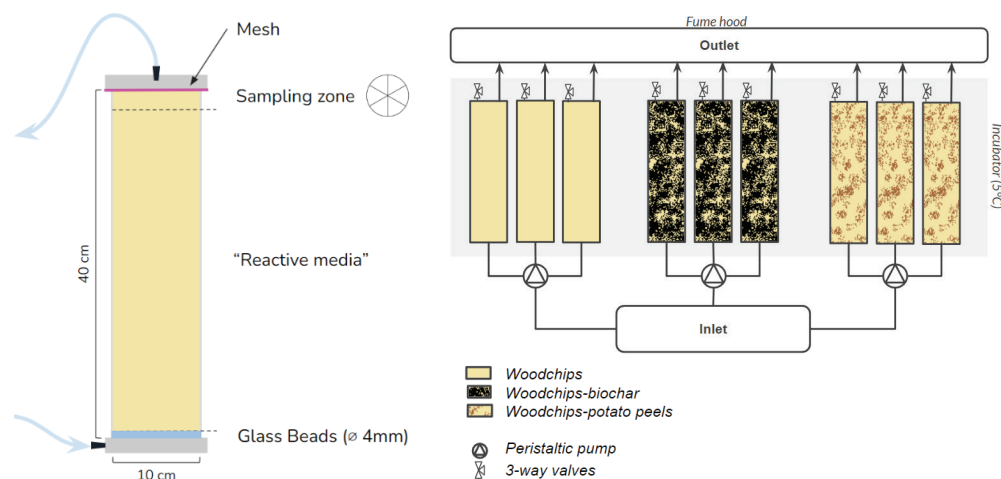 Mesh
Sampling zone
40 cm
“Reactive media”
Glass Beads (⌀ 4mm)
10 cm
Fume hood
Outlet
Incubator (5ºC)
Inlet
Woodchips
Woodchips-biochar
Woodchips-potato peels
Peristaltic pump
3-way valves